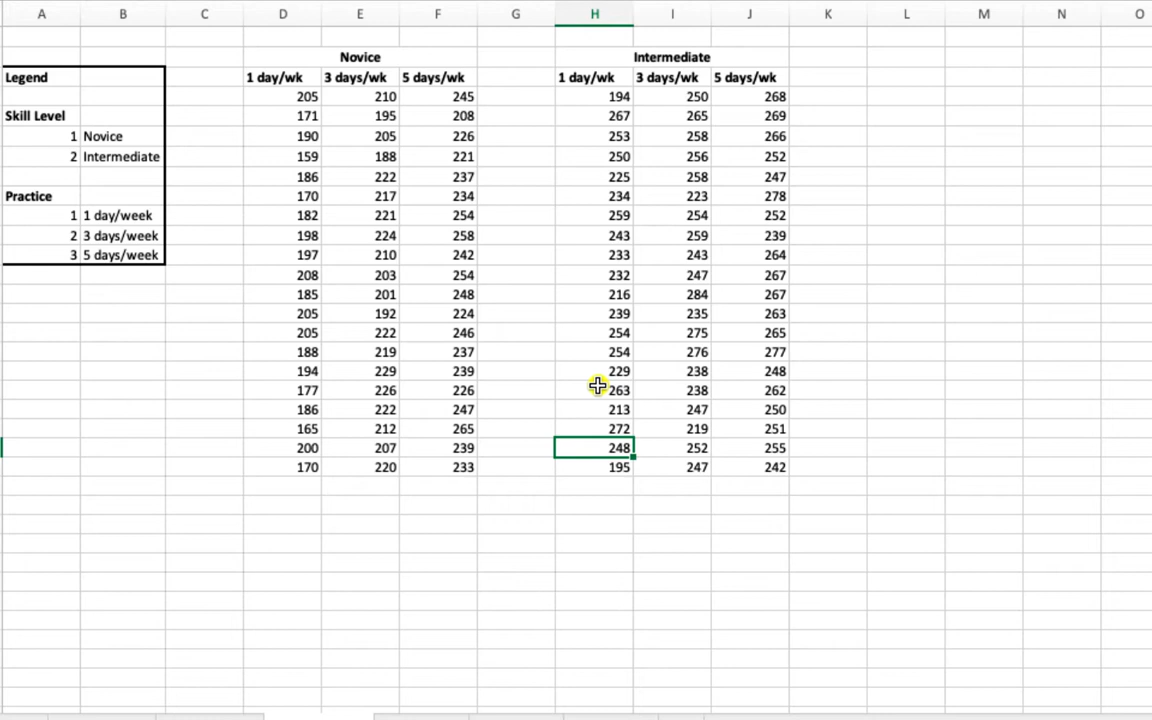 A B C D E F G H I J K L M N O
Novice Intermediate
Legend 1 day/wk 3 days/wk 5 days/wk 1 day/wk 3 days/wk 5 days/wk
205 210 245 194 250 268
Skill Level 171 195 208 267 265 269
1 Novice 190 205 226 253 258 266
2 Intermediate 159 188 221 250 256 252
186 222 237 225 258 247
Practice 170 217 234 234 223 278
1 1 day/week 182 221 254 259 254 252
2 3 days/week 198 224 258 243 259 239
3 5 days/week 197 210 242 233 243 264
208 203 254 232 247 267
185 201 248 216 284 267
205 192 224 239 235 263
205 222 246 254 275 265
188 219 237 254 276 277
194 229 239 229 238 248
177 226 226 263 238 262
186 222 247 213 247 250
165 212 265 272 219 251
200 207 239 248 252 255
170 220 233 195 247 242